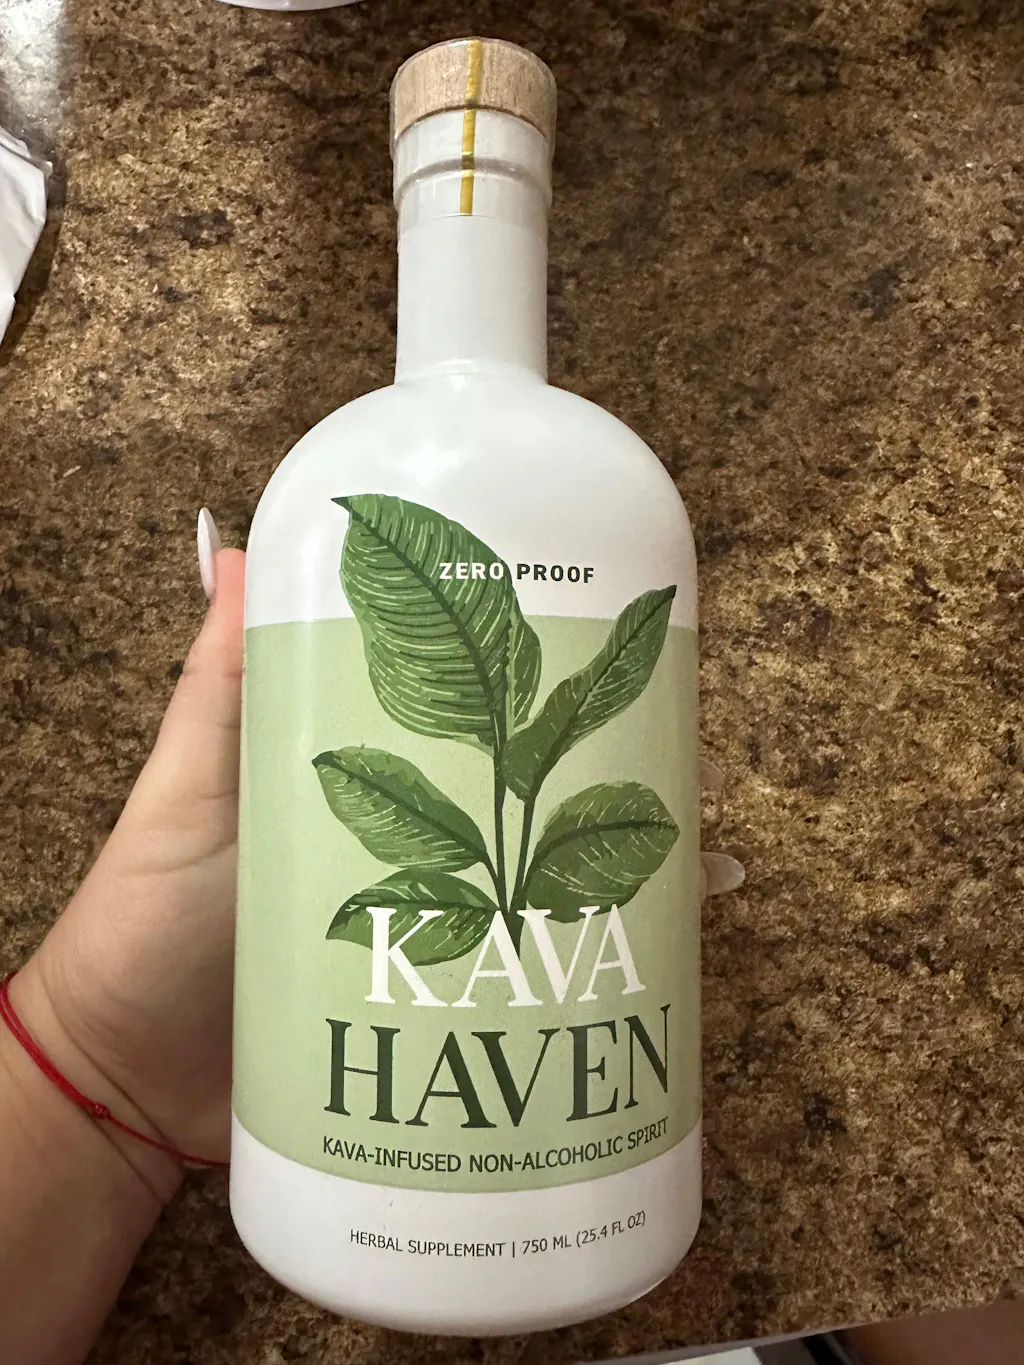 ZERO PROOF
KAVA
HAVEN
KAVA-INFUSED NON-ALCOHOLIC SPIRIT
HERBAL SUPPLEMENT | 750 ML (25.4 FL OZ)